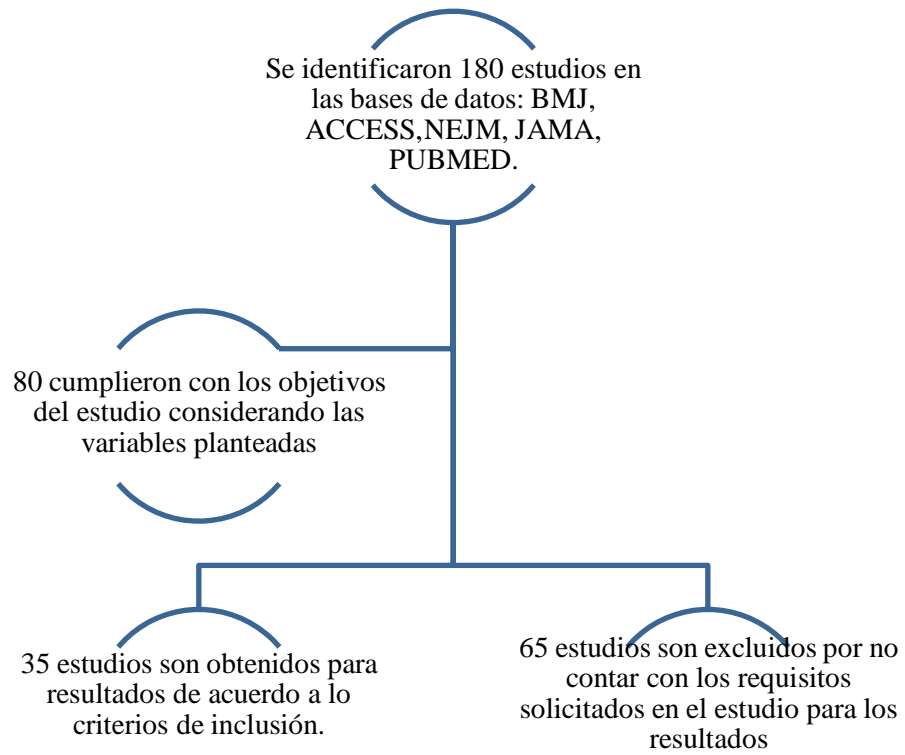 Se identificaron 180 estudios en
las bases de datos: BMJ,
ACCESS,NEJM, JAMA,
PUBMED.
80 cumplieron con los objetivos
del estudio considerando las
variables planteadas
35 estudios son obtenidos para
resultados de acuerdo a lo
criterios de inclusión.
65 estudios son excluidos por no
contar con los requisitos
solicitados en el estudio para los
resultados